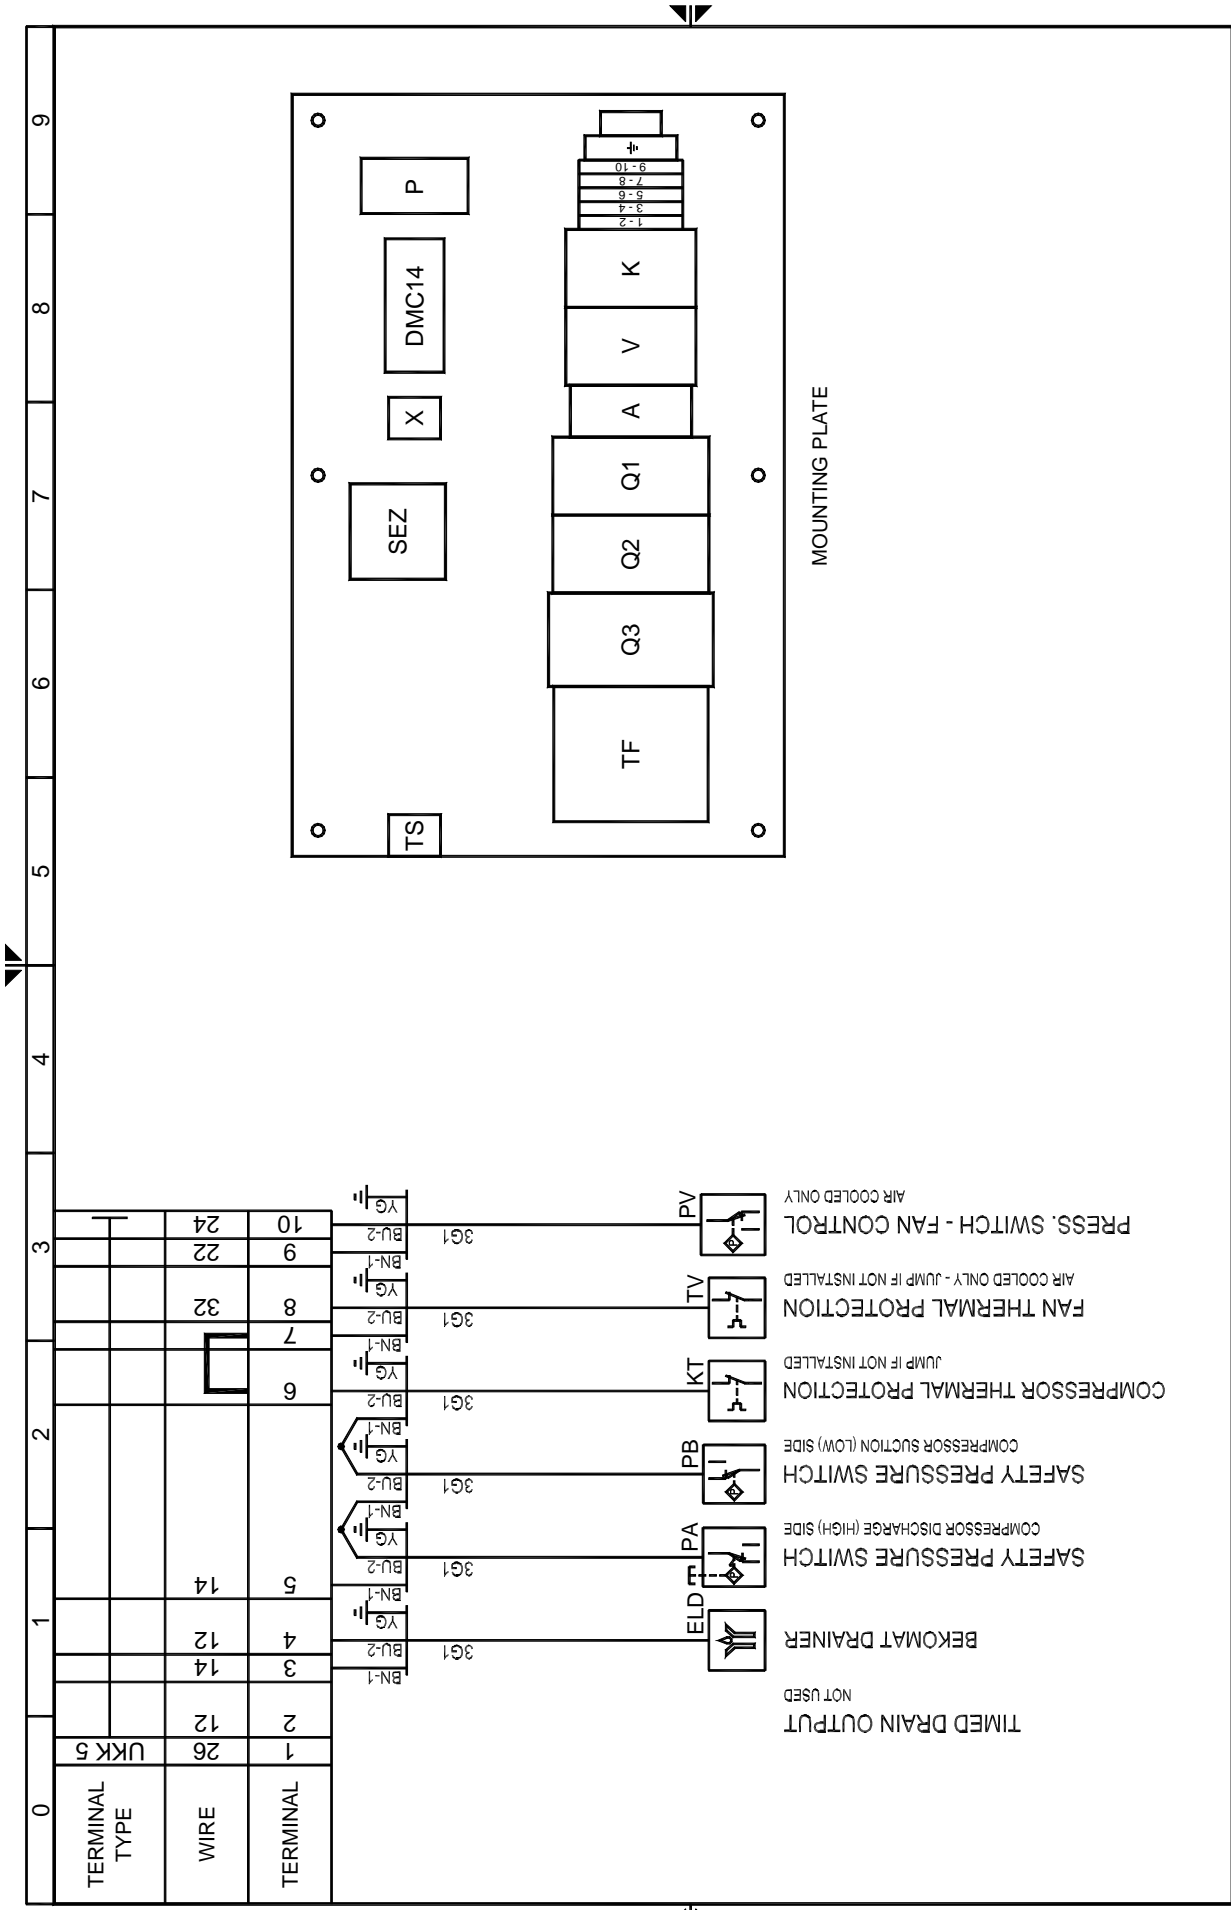 0 1 2 3 4 5 6 7 8 9
TERMINAL
TYPE
UKK 5
WIRE
26 12 14 12 14 32 22 24
TERMINAL
1 2 3 4 5 6 7 8 9 10
BN-1 BU-2 YG
BN-1 BU-2 YG
BN-1 BU-2 YG
BN-1 BU-2 YG
BN-1 BU-2 YG
BN-1 BU-2 YG
3G1 3G1 3G1 3G1 3G1 3G1
ELD PA PB KT TV PV
P P P
TIMED DRAIN OUTPUT
NOT USED
BEKOMAT DRAINER
SAFETY PRESSURE SWITCH
COMPRESSOR DISCHARGE (HIGH) SIDE
SAFETY PRESSURE SWITCH
COMPRESSOR SUCTION (LOW) SIDE
COMPRESSOR THERMAL PROTECTION
JUMP IF NOT INSTALLED
FAN THERMAL PROTECTION
AIR COOLED ONLY - JUMP IF NOT INSTALLED
PRESS. SWITCH - FAN CONTROL
AIR COOLED ONLY
TS
SEZ
X
DMC14
P
TF
Q3
Q2
Q1
A
V
K
1 - 2
3 - 4
5 - 6
7 - 8
9 - 10
MOUNTING PLATE